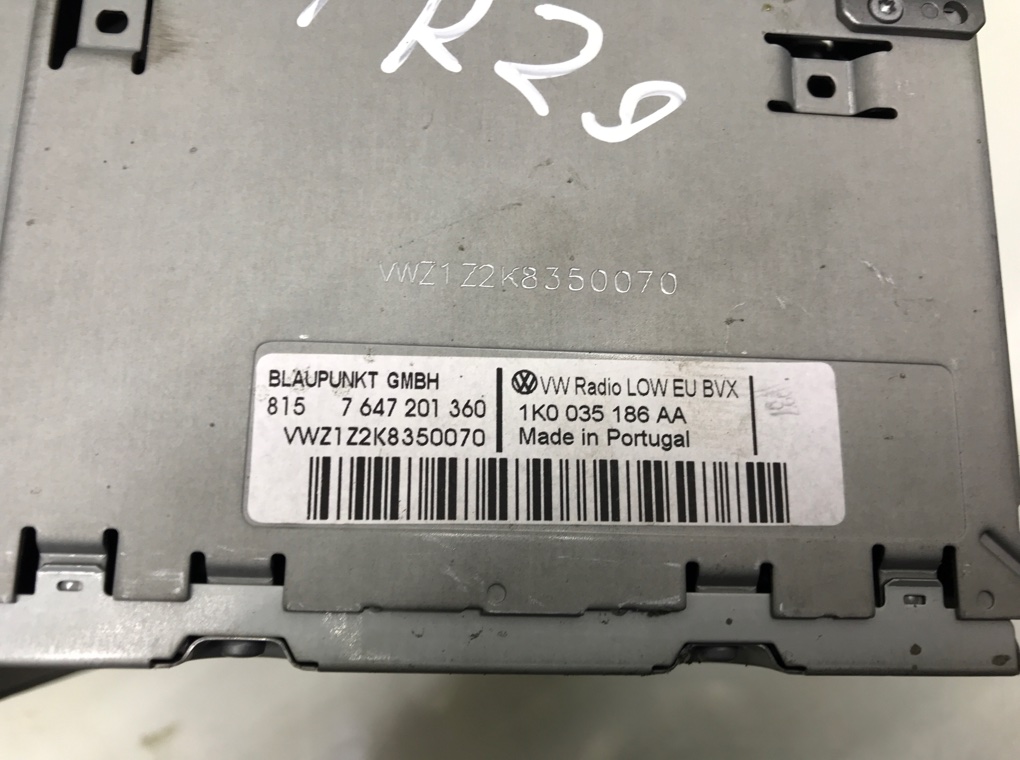 R28
VWZ1Z2K8350070
BLAUPUNKT GMBH
815 7 647 201 360
VWZ1Z2K8350070
VW Radio LOW EU BVX
1K0 035 186 AA
Made in Portugal